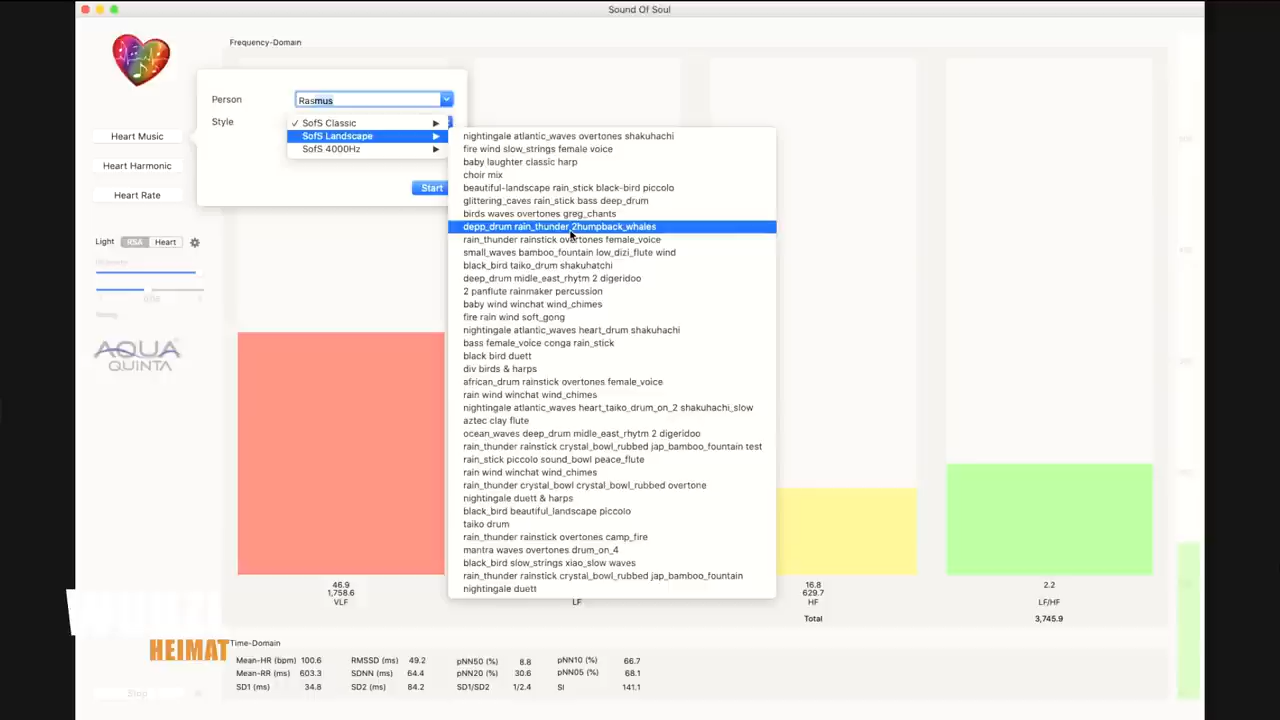 Sound Of Soul
Frequency-Domain
Person
Rasmus
Style
✓ SofS Classic
SofS Landscape
SofS 4000Hz
Start
Heart Music
Heart Harmonic
Heart Rate
Light RSA Heart
AQUA
QUINTA
nightingale atlantic_waves overtones shakuhachi
fire wind slow_strings female voice
baby laughter classic harp
choir mix
beautiful-landscape rain_stick black-bird piccolo
glittering_caves rain_stick bass deep_drum
birds waves overtones greg_chants
depp_drum rain_thunder_2humpback_whales
rain_thunder rainstick overtones female_voice
small_waves bamboo_fountain low_dizi_flute wind
black_bird taiko_drum shakuhatchi
deep_drum midle_east_rhytm 2 digeridoo
2 panflute rainmaker percussion
baby wind winchat wind_chimes
fire rain wind soft_gong
nightingale atlantic_waves heart_drum shakuhachi
bass female_voice conga rain_stick
black bird duett
div birds & harps
african_drum rainstick overtones female_voice
rain wind winchat wind_chimes
nightingale atlantic_waves heart_taiko_drum_on_2 shakuhachi_slow
aztec clay flute
ocean_waves deep_drum midle_east_rhytm 2 digeridoo
rain_thunder rainstick crystal_bowl_rubbed jap_bamboo_fountain test
rain_stick piccolo sound_bowl peace_flute
rain wind winchat wind_chimes
rain_thunder crystal_bowl crystal_bowl_rubbed overtone
nightingale duett & harps
black_bird beautiful_landscape piccolo
taiko drum
rain_thunder rainstick overtones camp_fire
mantra waves overtones drum_on_4
black_bird slow_strings xiao_slow waves
rain_thunder rainstick crystal_bowl_rubbed jap_bamboo_fountain
nightingale duett
46.9
1,758.6
VLF
LF
16.8
629.7
HF
Total
2.2
LF/HF
3,745.9
HEIMAT
Time-Domain
Mean-HR (bpm) 100.6 RMSSD (ms) 49.2 pNN50 (%) 8.8 pNN10 (%) 66.7
Mean-RR (ms) 603.3 SDNN (ms) 64.4 pNN20 (%) 30.6 pNN05 (%) 68.1
SD1 (ms) 34.8 SD2 (ms) 84.2 SD1/SD2 1/2.4 SI 141.1
Stop